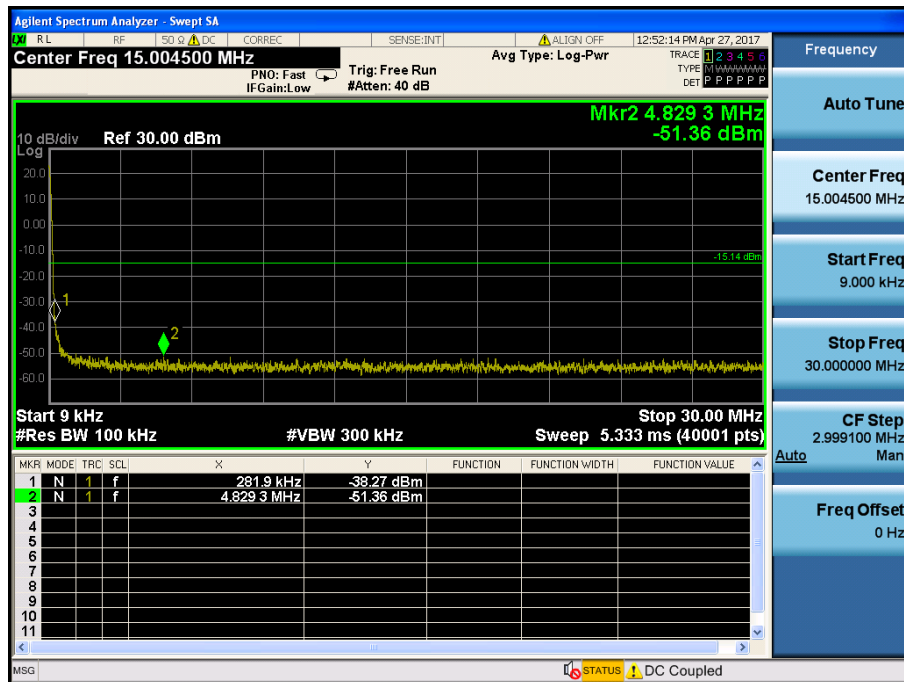 Agilent Spectrum Analyzer - Swept SA
LXI RL RF 50 Ω DC CORREC SENSE:INT ALIGN OFF 12:52:14 PM Apr 27, 2017
Center Freq 15.004500 MHz
PNO: Fast
IFGain:Low
Trig: Free Run
#Atten: 40 dB
Avg Type: Log-Pwr
TRACE 1 2 3 4 5 6
TYPE M WWWWW
DET P P P P P P
Mkr2 4.829 3 MHz
-51.36 dBm
10 dB/div Ref 30.00 dBm
Log
20.0
10.0
0.00
-10.0
-15.14 dBm
-20.0
-30.0
1
-40.0
2
-50.0
-60.0
Start 9 kHz Stop 30.00 MHz
#Res BW 100 kHz #VBW 300 kHz Sweep 5.333 ms (40001 pts)
MKR MODE TRC SCL X Y FUNCTION FUNCTION WIDTH FUNCTION VALUE
1 N 1 f 281.9 kHz -38.27 dBm
2 N 1 f 4.829 3 MHz -51.36 dBm
3
4
5
6
7
8
9
10
11
MSG STATUS DC Coupled
Frequency
Auto Tune
Center Freq
15.004500 MHz
Start Freq
9.000 kHz
Stop Freq
30.000000 MHz
CF Step
2.999100 MHz
Auto Man
Freq Offset
0 Hz